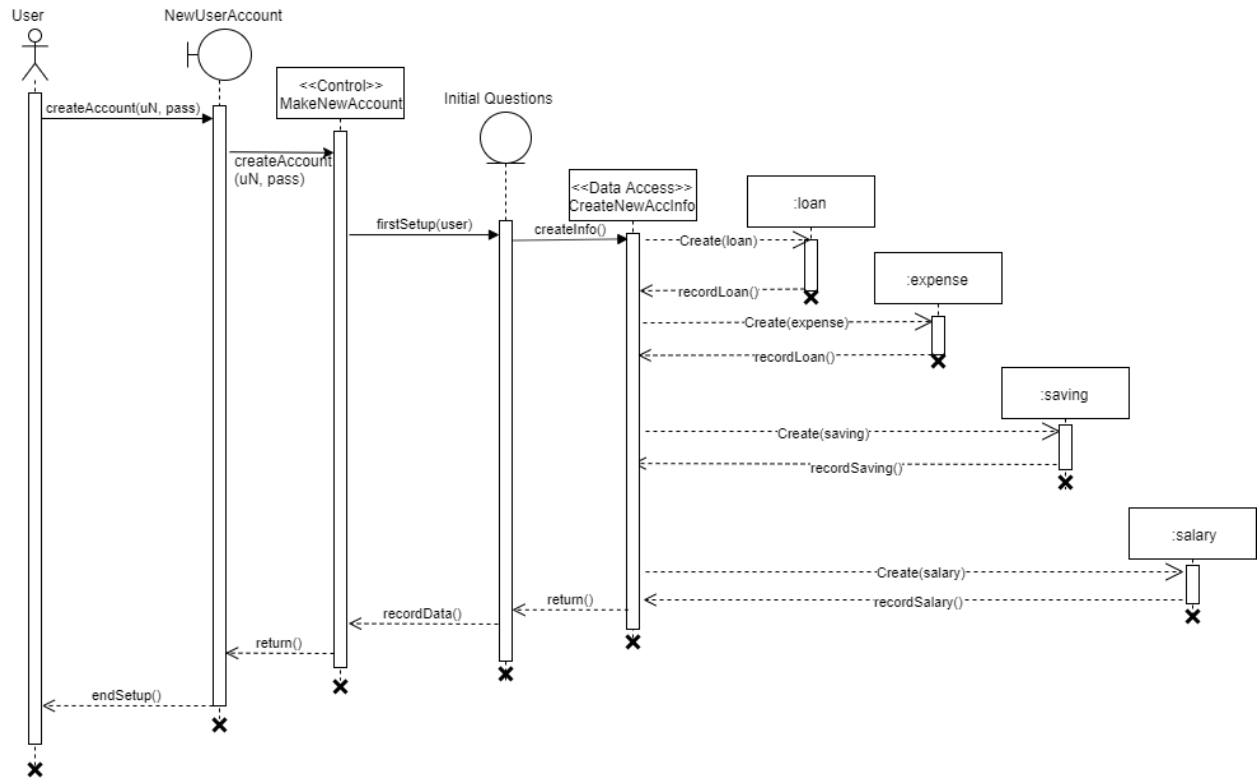 User
NewUserAccount
<<Control>>
MakeNewAccount
Initial Questions
createAccount(uN, pass)
createAccount
(uN, pass)
<<Data Access>>
CreateNewAccInfo
:loan
firstSetup(user)
createInfo()
Create(loan)
:expense
recordLoan()
Create(expense)
recordLoan()
:saving
Create(saving)
recordSaving()
:salary
Create(salary)
recordSalary()
return()
recordData()
return()
endSetup()